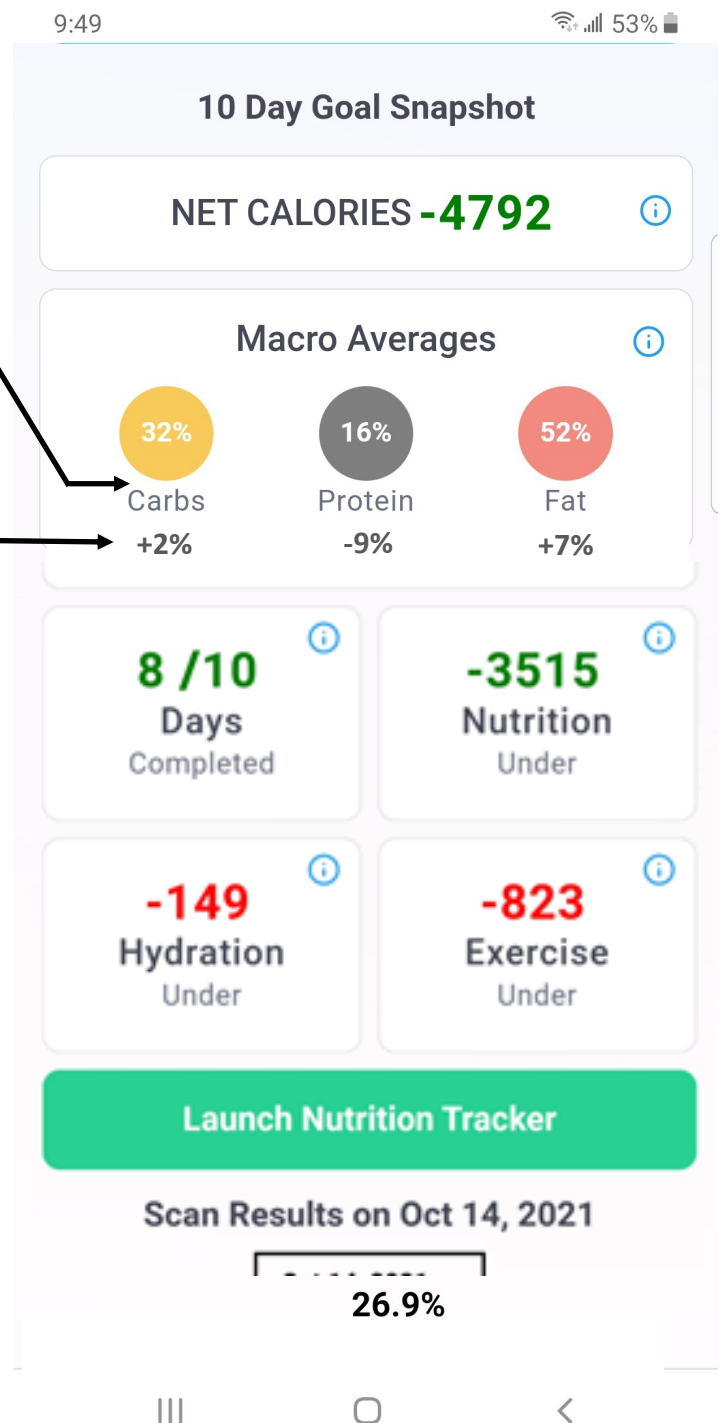 9:49 53%
10 Day Goal Snapshot
NET CALORIES -4792
Macro Averages
32% 16% 52%
Carbs Protein Fat
+2% -9% +7%
8 /10 -3515
Days Nutrition
Completed Under
-149 -823
Hydration Exercise
Under Under
Launch Nutrition Tracker
Scan Results on Oct 14, 2021
26.9%